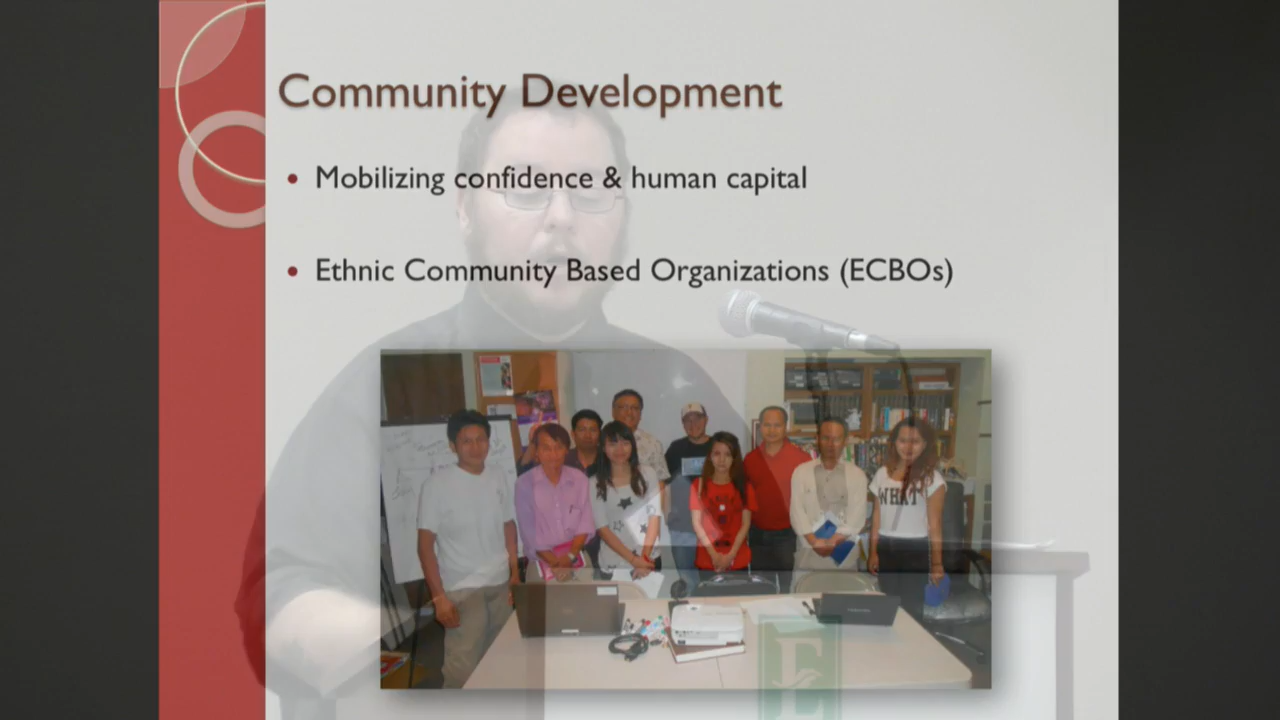 Community Development
• Mobilizing confidence & human capital
• Ethnic Community Based Organizations (ECBOs)
WHAT
E